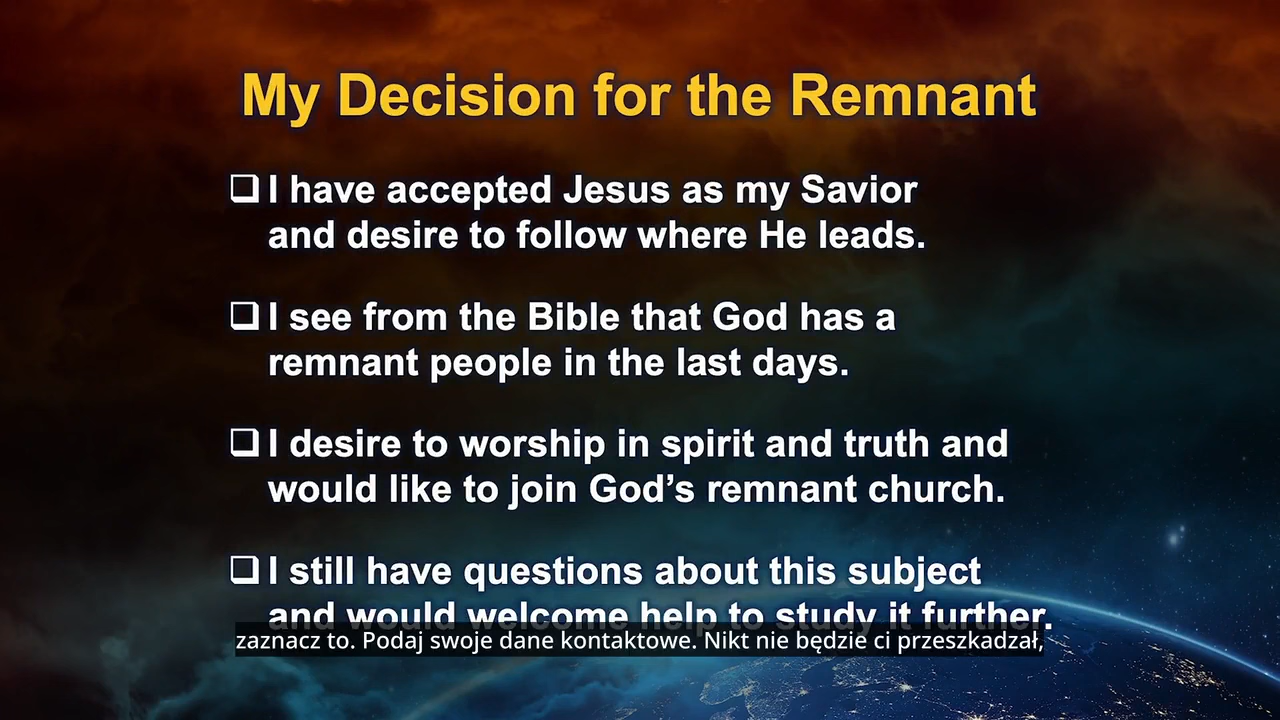 My Decision for the Remnant
❑ I have accepted Jesus as my Savior
and desire to follow where He leads.
❑ I see from the Bible that God has a
remnant people in the last days.
❑ I desire to worship in spirit and truth and
would like to join God’s remnant church.
❑ I still have questions about this subject
and would welcome help to study it further.
zaznacz to. Podaj swoje dane kontaktowe. Nikt nie będzie ci przeszkadzał,